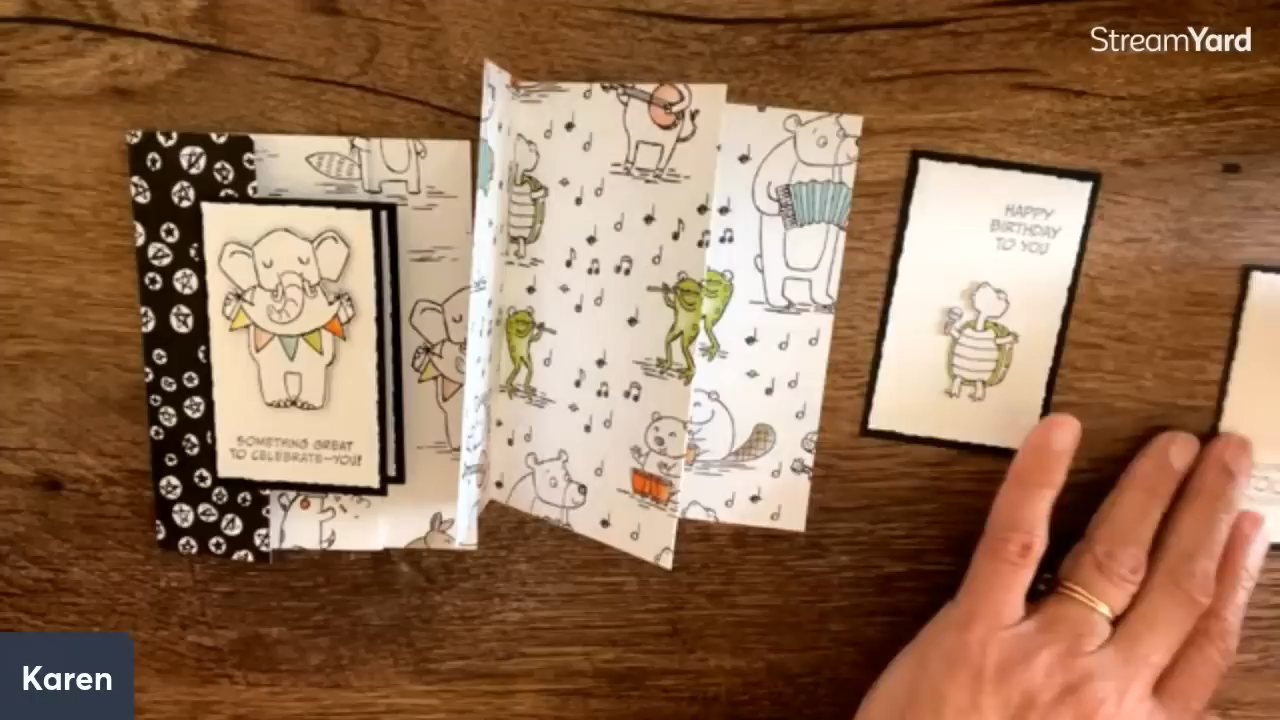 StreamYard
SOMETHING GREAT
TO CELEBRATE—YOU!
HAPPY
BIRTHDAY
TO YOU
Karen